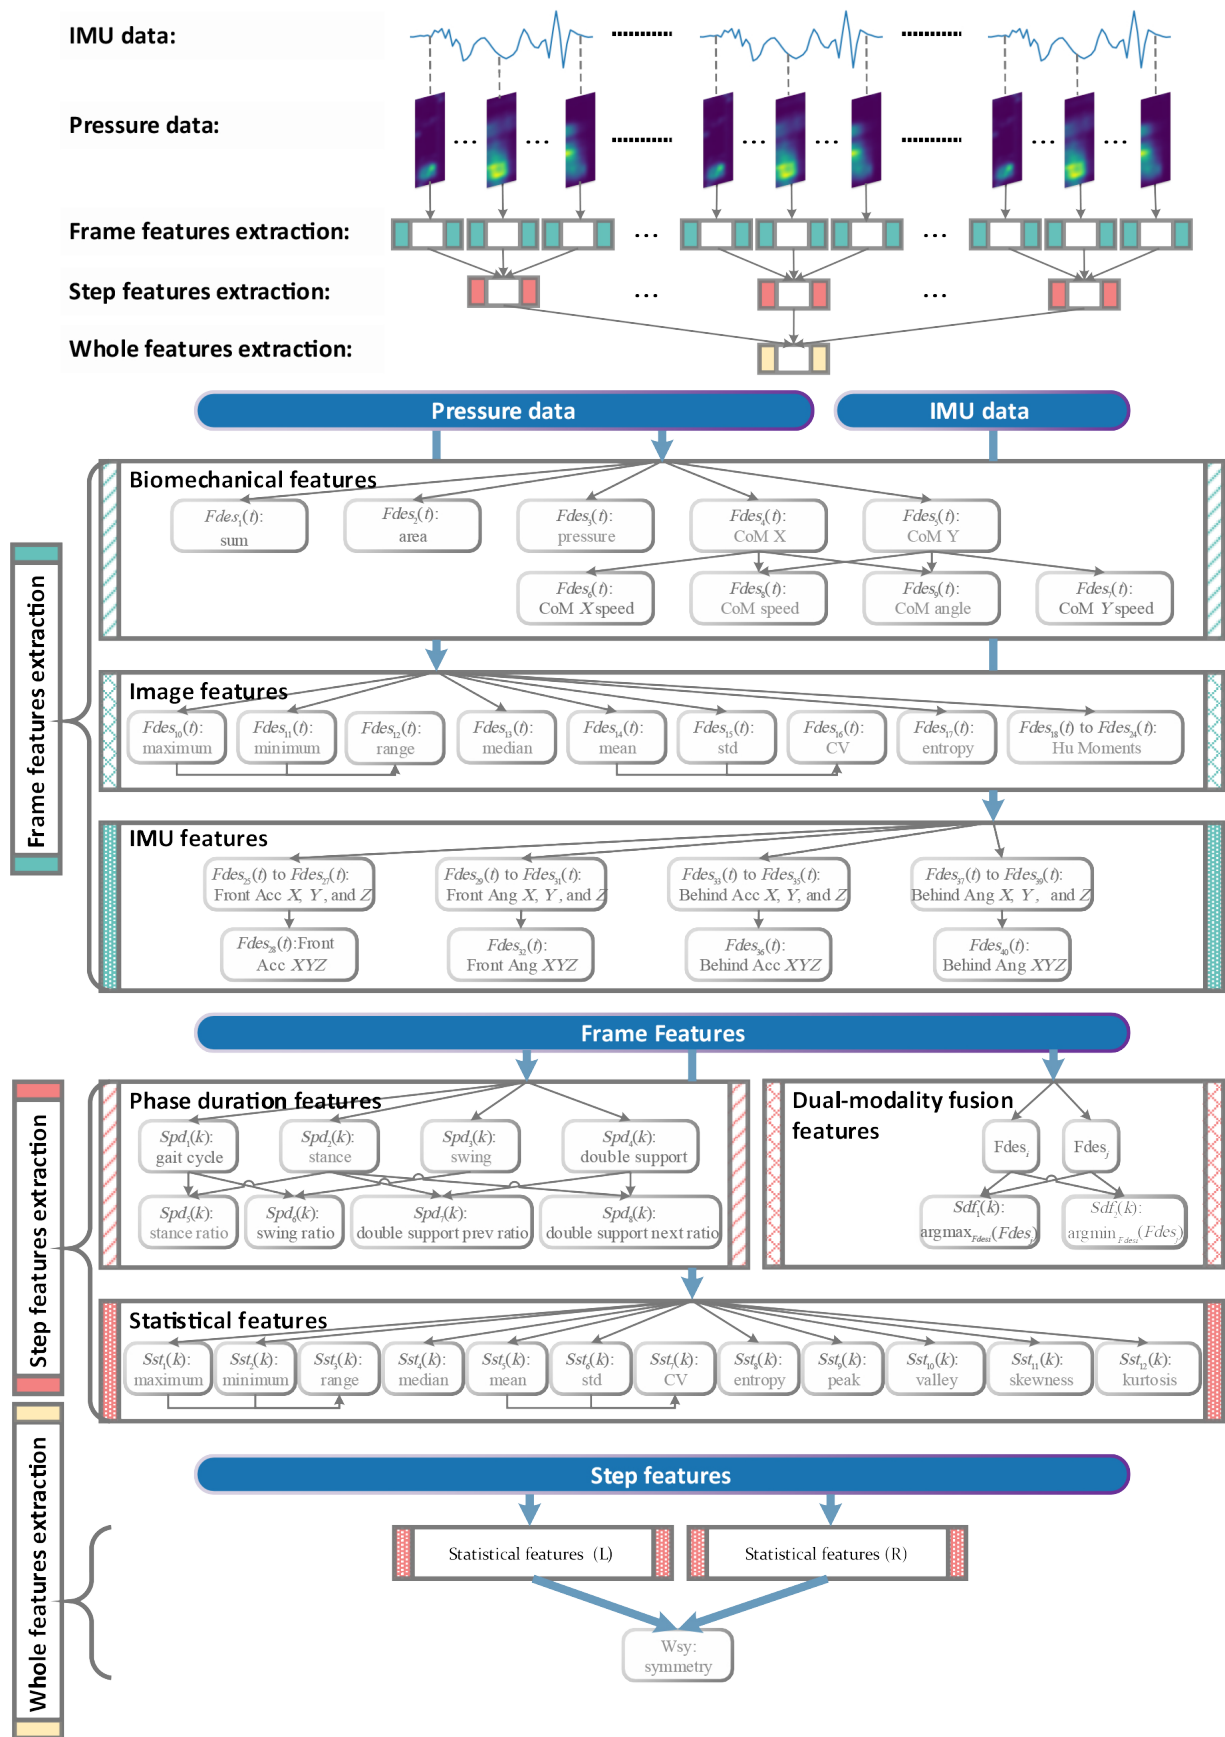 IMU data:
Pressure data:
Frame features extraction:
Step features extraction:
Whole features extraction:
Pressure data
IMU data
Frame features extraction
Biomechanical features
Fdes₁(t):
sum
Fdes₂(t):
area
Fdes₃(t):
pressure
Fdes₄(t):
CoM X
Fdes₅(t):
CoM Y
Fdes₆(t):
CoM X speed
Fdes₈(t):
CoM speed
Fdes₉(t):
CoM angle
Fdes₇(t):
CoM Y speed
Image features
Fdes₁₀(t):
maximum
Fdes₁₁(t):
minimum
Fdes₁₂(t):
range
Fdes₁₃(t):
median
Fdes₁₄(t):
mean
Fdes₁₅(t):
std
Fdes₁₆(t):
CV
Fdes₁₇(t):
entropy
Fdes₁₈(t) to Fdes₂₄(t):
Hu Moments
IMU features
Fdes₂₅(t) to Fdes₂₇(t):
Front Acc X, Y, and Z
Fdes₂₉(t) to Fdes₃₁(t):
Front Ang X, Y, and Z
Fdes₃₃(t) to Fdes₃₅(t):
Behind Acc X, Y, and Z
Fdes₃₇(t) to Fdes₃₉(t):
Behind Ang X, Y, and Z
Fdes₂₈(t):Front
Acc XYZ
Fdes₃₂(t):
Front Ang XYZ
Fdes₃₆(t):
Behind Acc XYZ
Fdes₄₀(t):
Behind Ang XYZ
Frame Features
Step features extraction
Phase duration features
Spd₁(k):
gait cycle
Spd₂(k):
stance
Spd₃(k):
swing
Spd₄(k):
double support
Spd₅(k):
stance ratio
Spd₆(k):
swing ratio
Spd₇(k):
double support prev ratio
Spd₈(k):
double support next ratio
Dual-modality fusion
features
Fdesᵢ
Fdesⱼ
Sdf₁(k):
argmax_Fdesi(Fdesⱼ)
Sdf₂(k):
argmin_Fdesi(Fdesⱼ)
Statistical features
Sst₁(k):
maximum
Sst₂(k):
minimum
Sst₃(k):
range
Sst₄(k):
median
Sst₅(k):
mean
Sst₆(k):
std
Sst₇(k):
CV
Sst₈(k):
entropy
Sst₉(k):
peak
Sst₁₀(k):
valley
Sst₁₁(k):
skewness
Sst₁₂(k):
kurtosis
Whole features extraction
Step features
Statistical features (L)
Statistical features (R)
Wsy:
symmetry